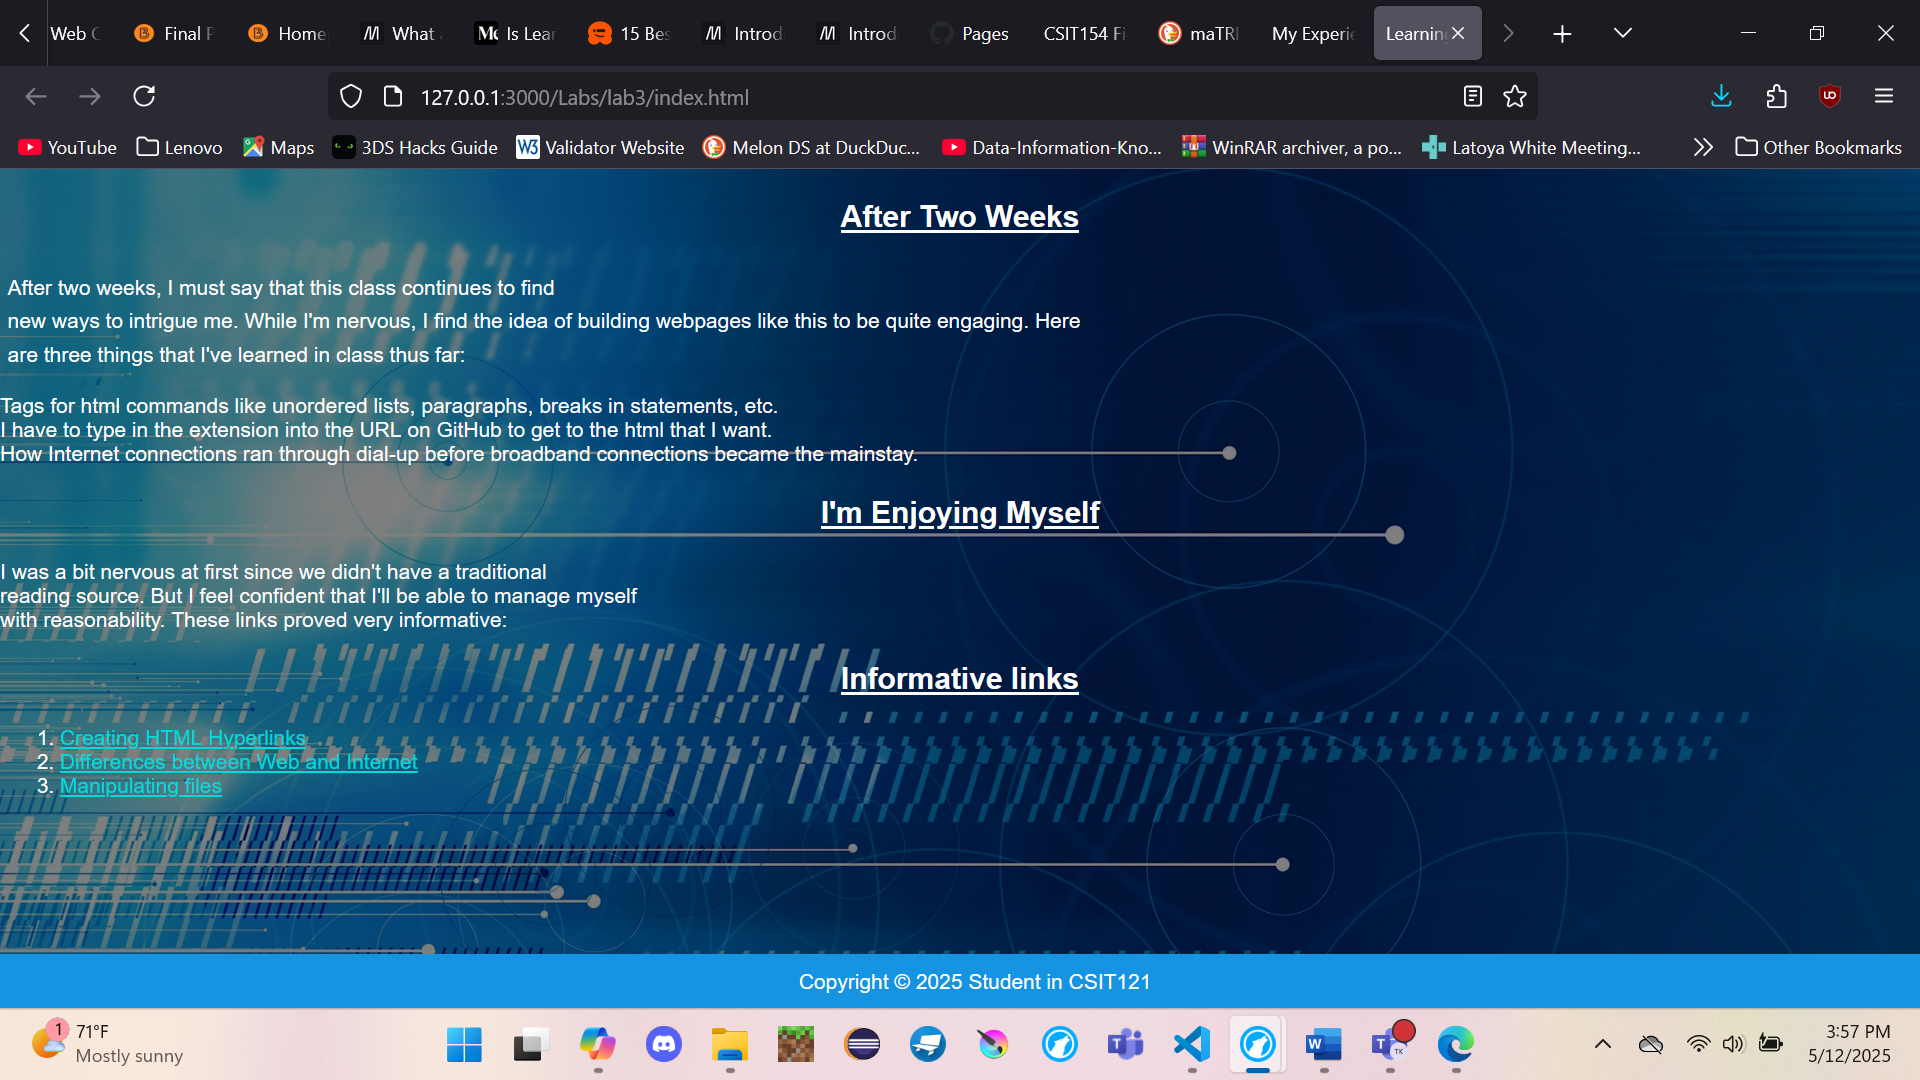 Web C
Final P
Home
What a
Is Lear
15 Bes
Introd
Introd
Pages
CSIT154 Fi
maTRI
My Experie
Learning
127.0.0.1:3000/Labs/lab3/index.html
YouTube
Lenovo
Maps
3DS Hacks Guide
Validator Website
Melon DS at DuckDuc...
Data-Information-Kno...
WinRAR archiver, a po...
Latoya White Meeting...
Other Bookmarks
After Two Weeks
After two weeks, I must say that this class continues to find
new ways to intrigue me. While I'm nervous, I find the idea of building webpages like this to be quite engaging. Here
are three things that I've learned in class thus far:
Tags for html commands like unordered lists, paragraphs, breaks in statements, etc.
I have to type in the extension into the URL on GitHub to get to the html that I want.
How Internet connections ran through dial-up before broadband connections became the mainstay.
I'm Enjoying Myself
I was a bit nervous at first since we didn't have a traditional
reading source. But I feel confident that I'll be able to manage myself
with reasonability. These links proved very informative:
Informative links
1. Creating HTML Hyperlinks
2. Differences between Web and Internet
3. Manipulating files
Copyright © 2025 Student in CSIT121
1
71°F
Mostly sunny
TK
3:57 PM
5/12/2025